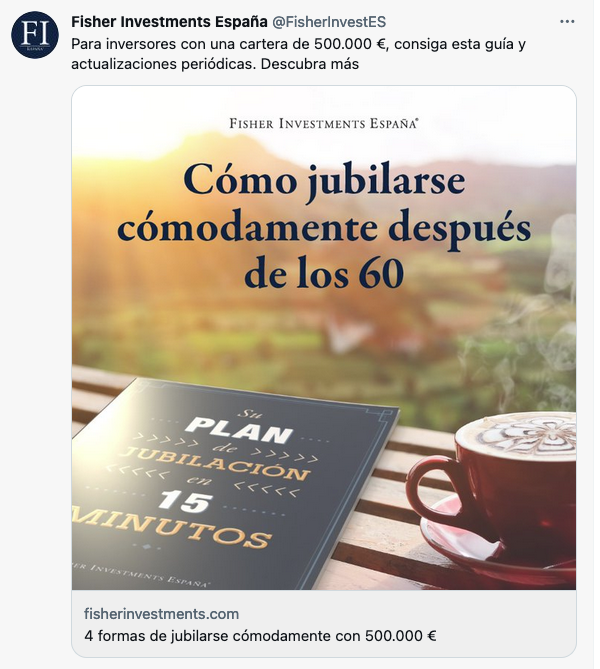 FI
ESPAÑA
Fisher Investments España @FisherInvestES
Para inversores con una cartera de 500.000 €, consiga esta guía y
actualizaciones periódicas. Descubra más
FISHER INVESTMENTS ESPAÑA®
Cómo jubilarse
cómodamente después
de los 60
Su
PLAN
de
JUBILACIÓN
en
15
MINUTOS
ER INVESTMENTS ESPAÑA™
fisherinvestments.com
4 formas de jubilarse cómodamente con 500.000 €